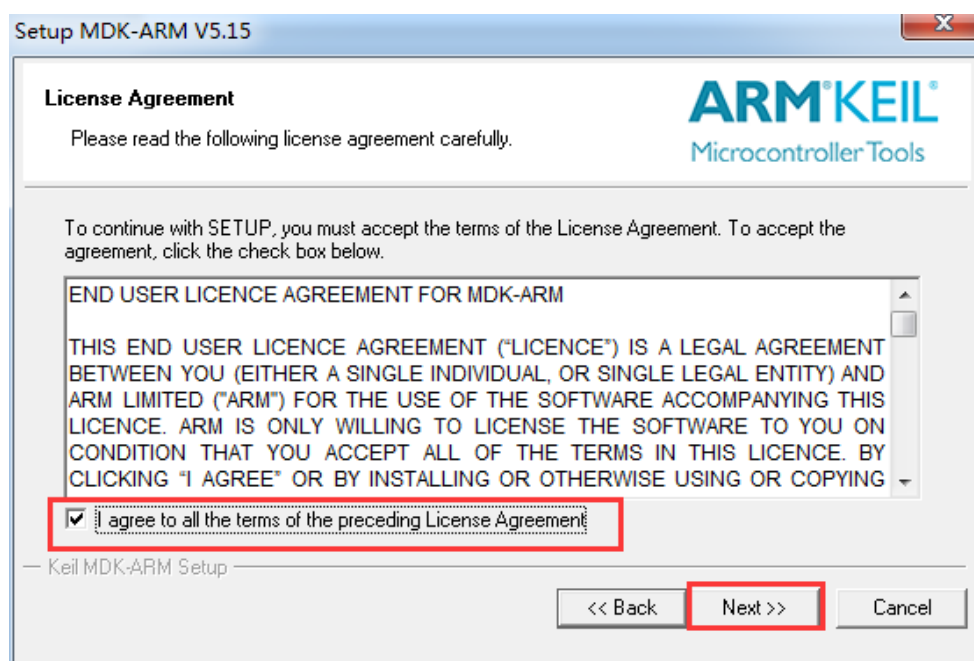 Setup MDK-ARM V5.15
License Agreement
Please read the following license agreement carefully.
ARM®KEIL®
Microcontroller Tools
To continue with SETUP, you must accept the terms of the License Agreement. To accept the
agreement, click the check box below.
END USER LICENCE AGREEMENT FOR MDK-ARM
THIS END USER LICENCE AGREEMENT (“LICENCE”) IS A LEGAL AGREEMENT
BETWEEN YOU (EITHER A SINGLE INDIVIDUAL, OR SINGLE LEGAL ENTITY) AND
ARM LIMITED ("ARM") FOR THE USE OF THE SOFTWARE ACCOMPANYING THIS
LICENCE. ARM IS ONLY WILLING TO LICENSE THE SOFTWARE TO YOU ON
CONDITION THAT YOU ACCEPT ALL OF THE TERMS IN THIS LICENCE. BY
CLICKING “I AGREE” OR BY INSTALLING OR OTHERWISE USING OR COPYING
I agree to all the terms of the preceding License Agreement
Keil MDK-ARM Setup
<< Back
Next >>
Cancel